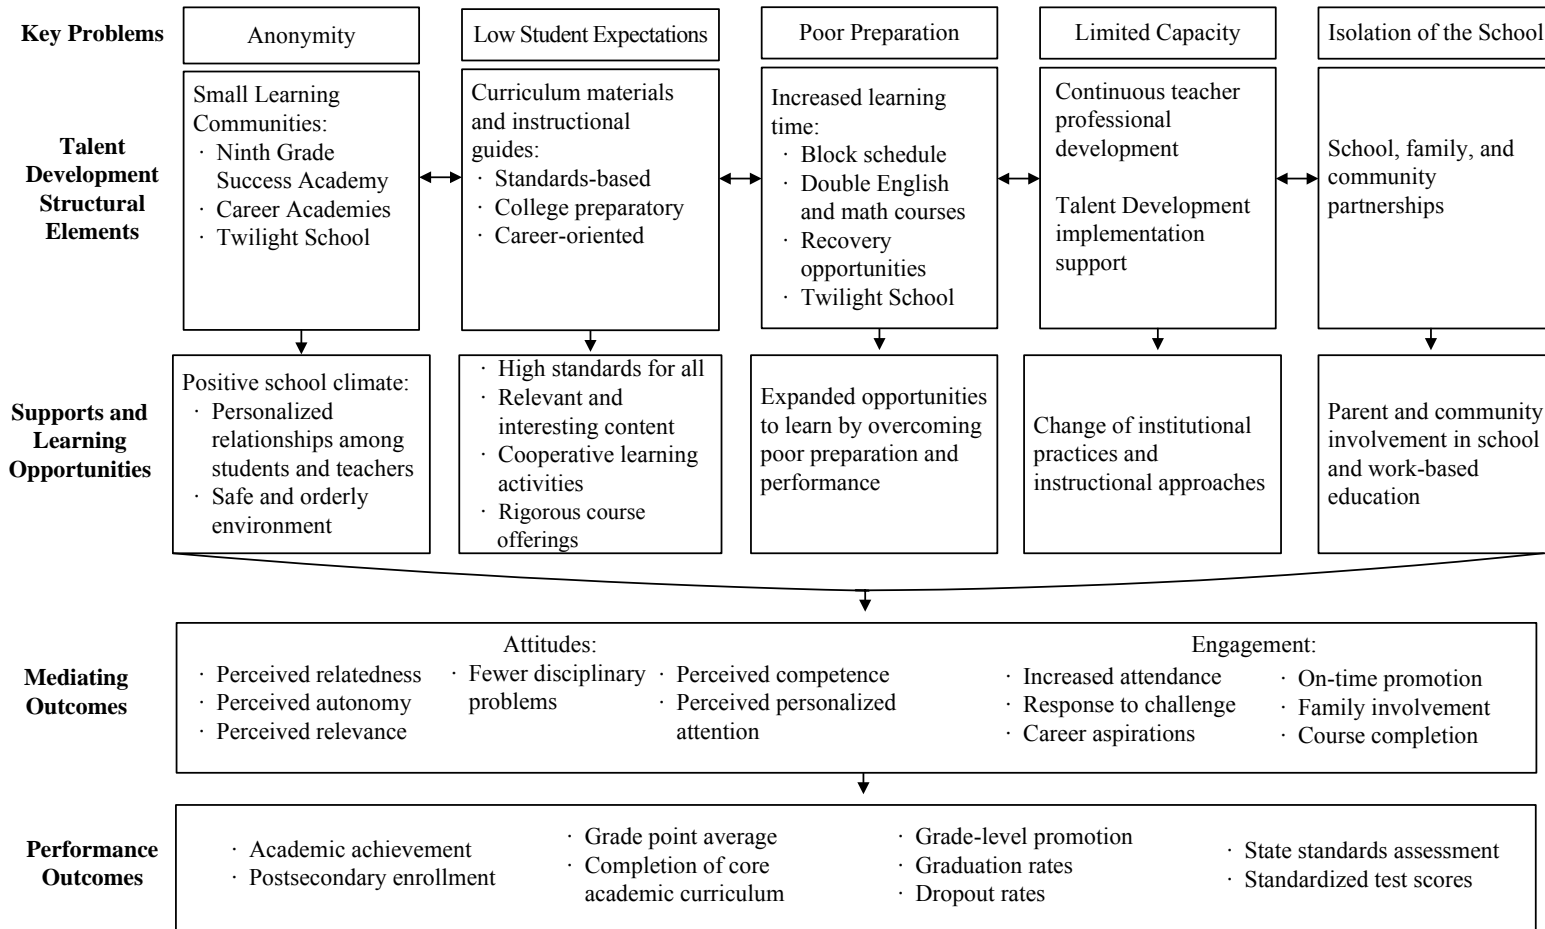 Key Problems
Anonymity
Low Student Expectations
Poor Preparation
Limited Capacity
Isolation of the School
Talent
Development
Structural
Elements
Small Learning
Communities:
· Ninth Grade
Success Academy
· Career Academies
· Twilight School
Curriculum materials
and instructional
guides:
· Standards-based
· College preparatory
· Career-oriented
Increased learning
time:
· Block schedule
· Double English
and math courses
· Recovery
opportunities
· Twilight School
Continuous teacher
professional
development
Talent Development
implementation
support
School, family, and
community
partnerships
Supports and
Learning
Opportunities
Positive school climate:
· Personalized
relationships among
students and teachers
· Safe and orderly
environment
· High standards for all
· Relevant and
interesting content
· Cooperative learning
activities
· Rigorous course
offerings
Expanded opportunities
to learn by overcoming
poor preparation and
performance
Change of institutional
practices and
instructional approaches
Parent and community
involvement in school
and work-based
education
Mediating
Outcomes
Attitudes:
· Perceived relatedness
· Perceived autonomy
· Perceived relevance
· Fewer disciplinary
problems
· Perceived competence
· Perceived personalized
attention
Engagement:
· Increased attendance
· Response to challenge
· Career aspirations
· On-time promotion
· Family involvement
· Course completion
Performance
Outcomes
· Academic achievement
· Postsecondary enrollment
· Grade point average
· Completion of core
academic curriculum
· Grade-level promotion
· Graduation rates
· Dropout rates
· State standards assessment
· Standardized test scores